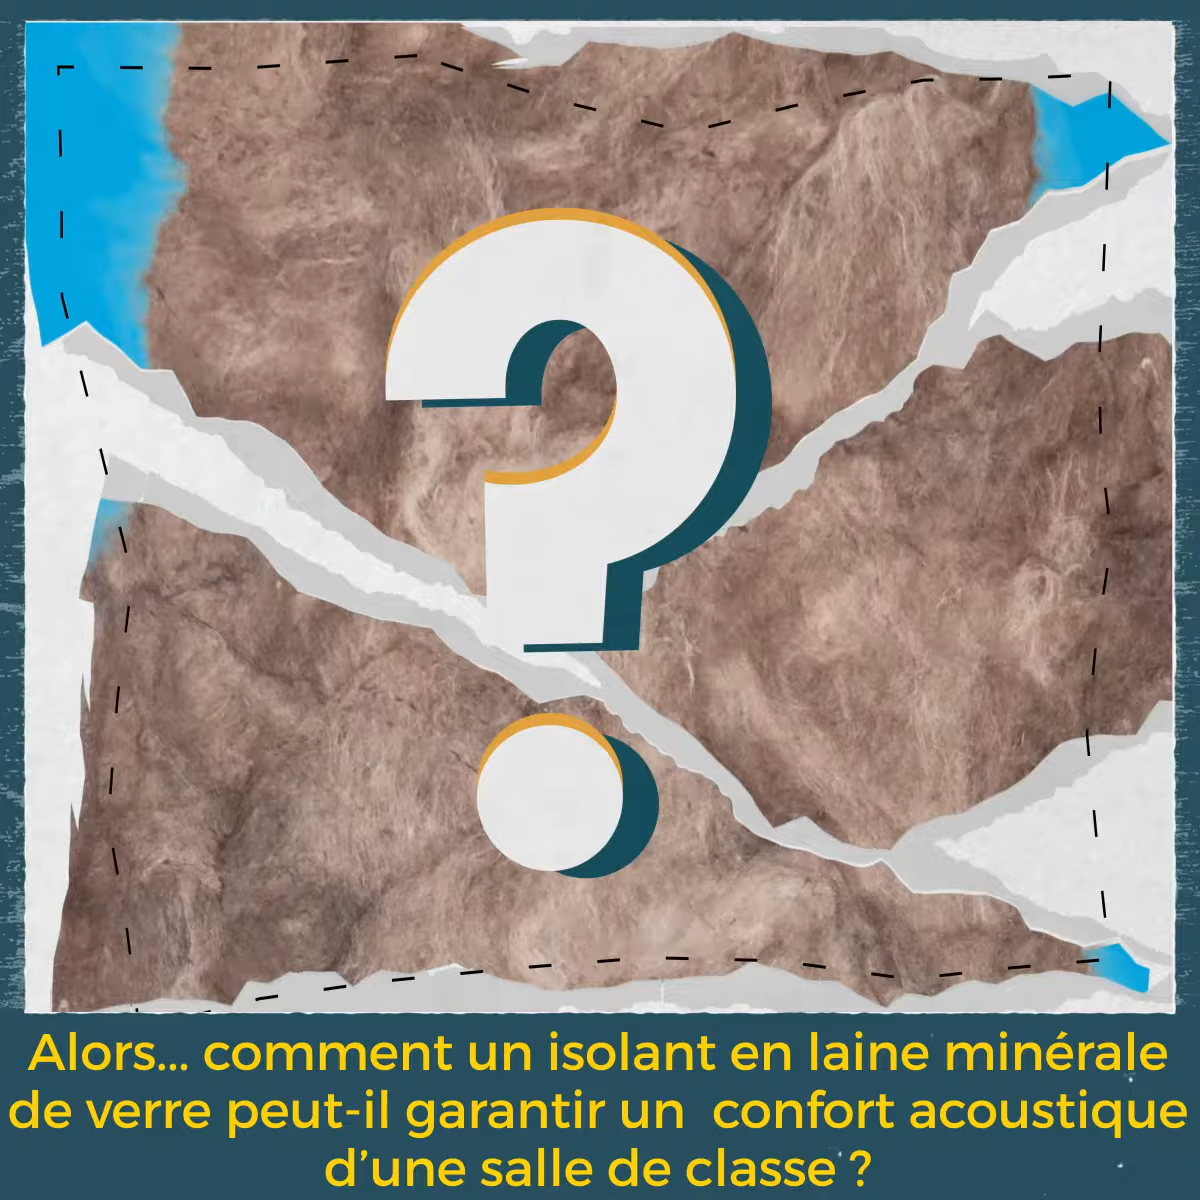 ?
Alors... comment un isolant en laine minérale
de verre peut-il garantir un confort acoustique
d’une salle de classe ?